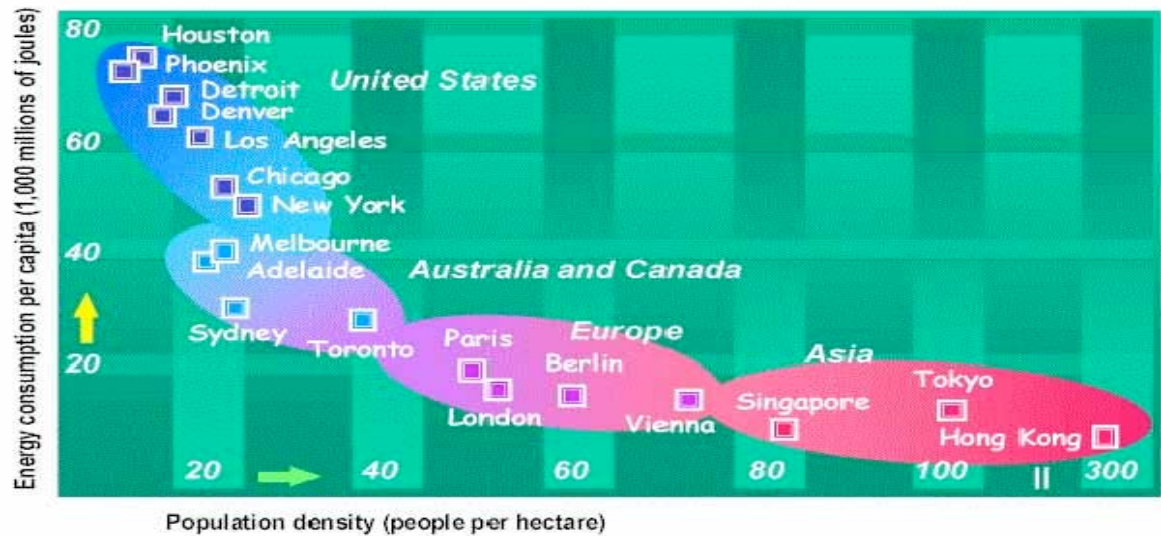 Energy consumption per capita (1,000 millions of joules)
80
Houston
Phoenix
United States
Detroit
Denver
60
Los Angeles
Chicago
New York
40
Melbourne
Adelaide
Australia and Canada
Sydney
Toronto
Paris
Europe
Asia
20
Berlin
Tokyo
London
Vienna
Singapore
Hong Kong
20
40
60
80
100
300
Population density (people per hectare)